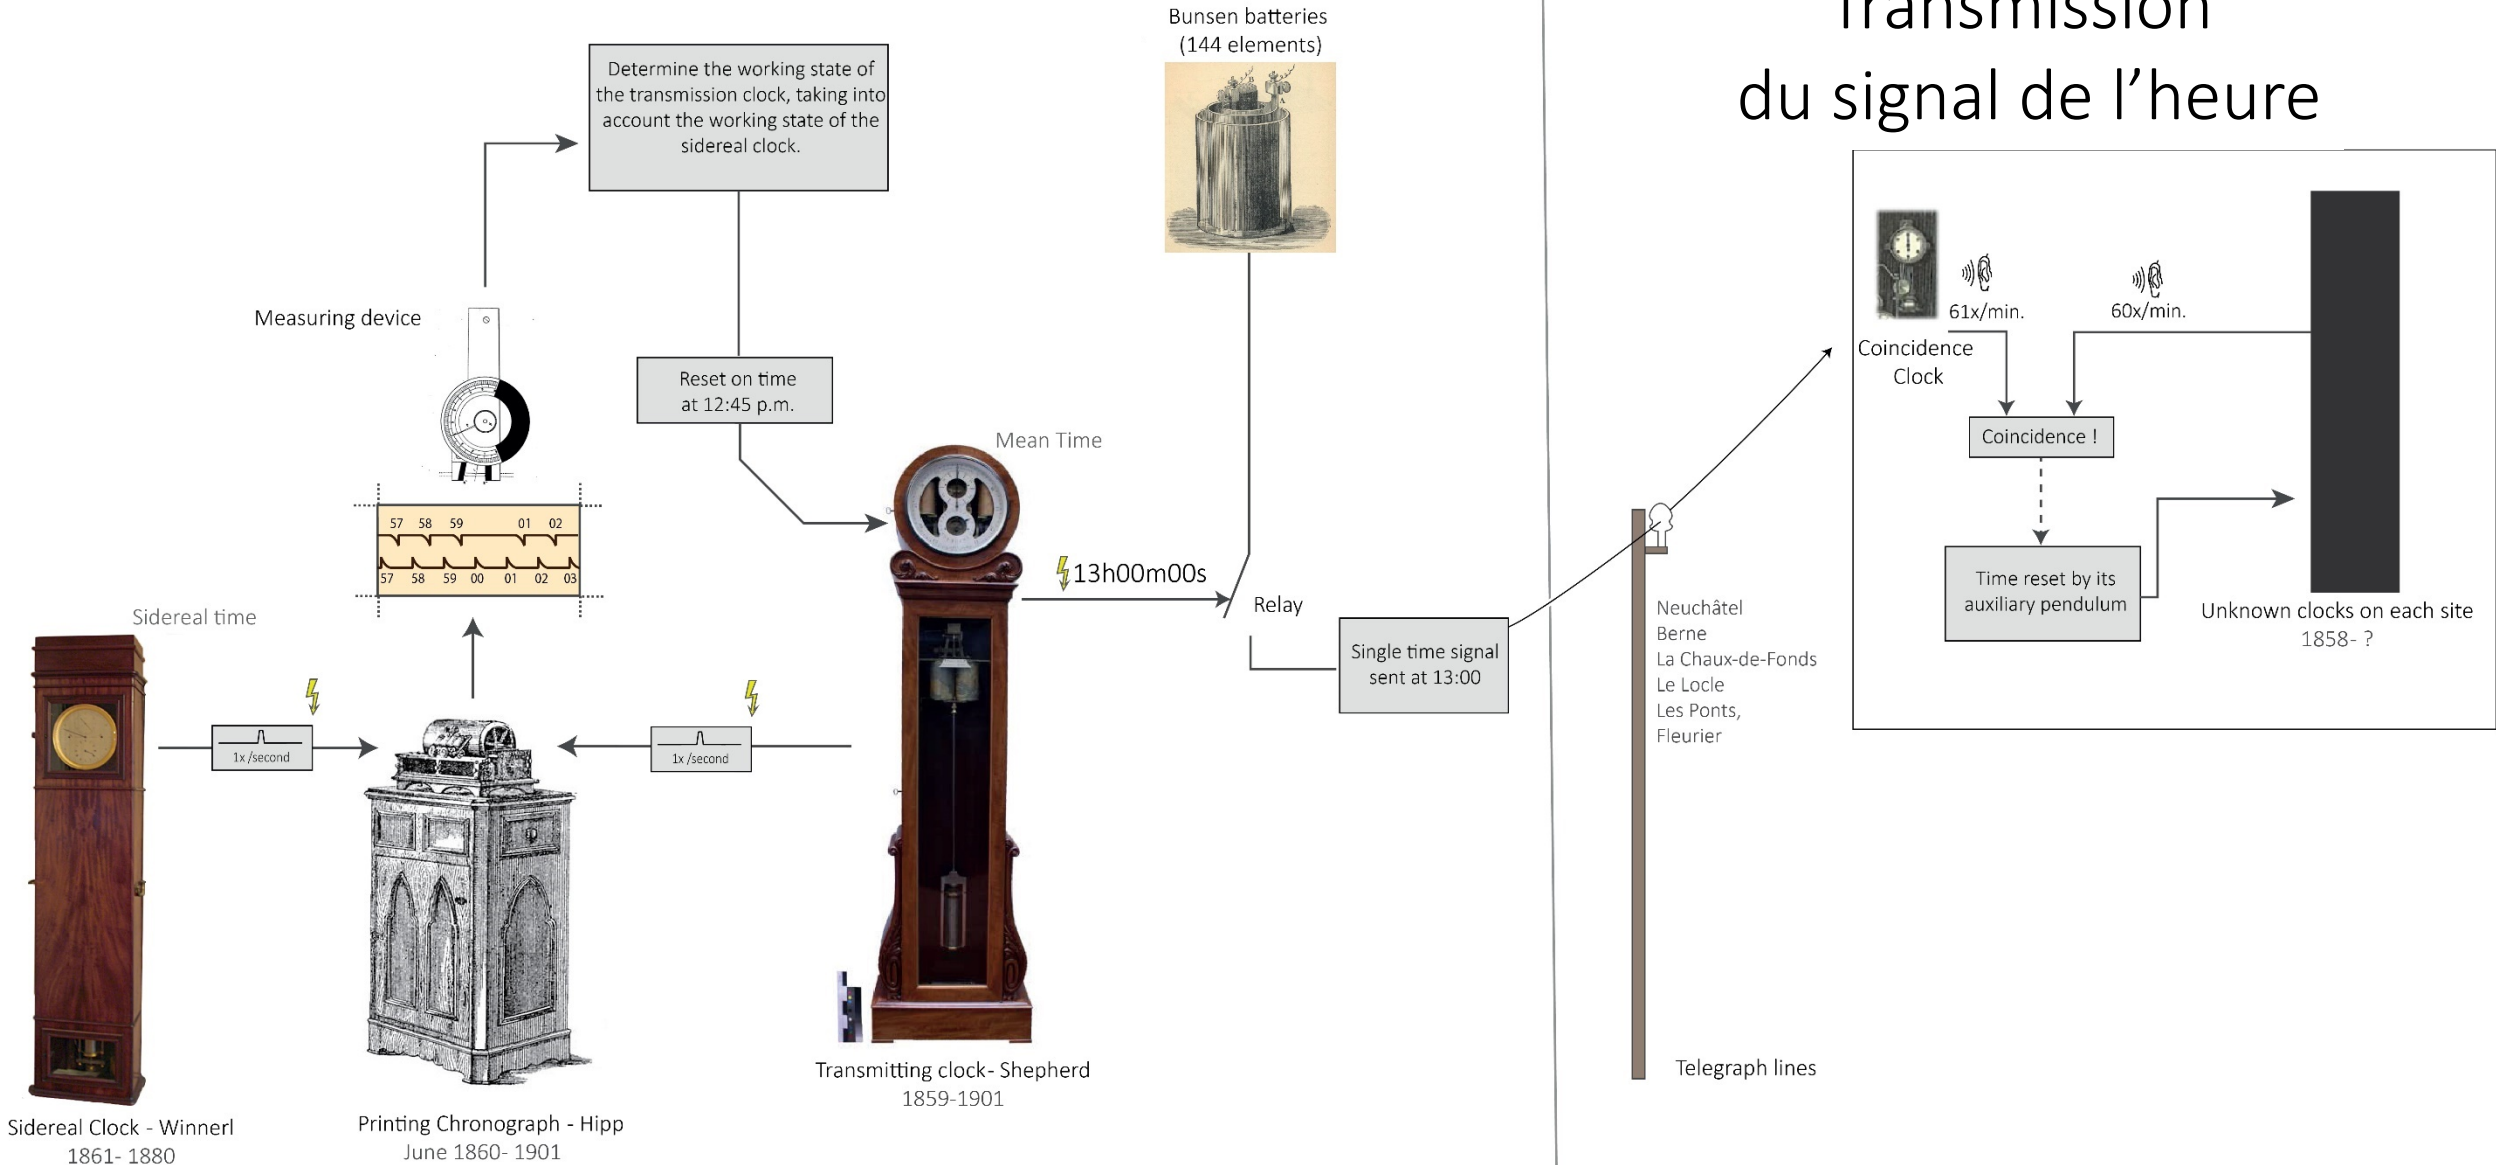 Transmission
du signal de l’heure
Bunsen batteries
(144 elements)
Determine the working state of
the transmission clock, taking into
account the working state of the
sidereal clock.
Measuring device
Reset on time
at 12:45 p.m.
Mean Time
57 58 59 01 02
57 58 59 00 01 02 03
Sidereal time
1x /second
1x /second
13h00m00s
Relay
Single time signal
sent at 13:00
Sidereal Clock - Winnerl
1861- 1880
Printing Chronograph - Hipp
June 1860- 1901
Transmitting clock - Shepherd
1859-1901
Neuchâtel
Berne
La Chaux-de-Fonds
Le Locle
Les Ponts,
Fleurier
Telegraph lines
61x/min.
60x/min.
Coincidence
Clock
Coincidence !
Time reset by its
auxiliary pendulum
Unknown clocks on each site
1858- ?